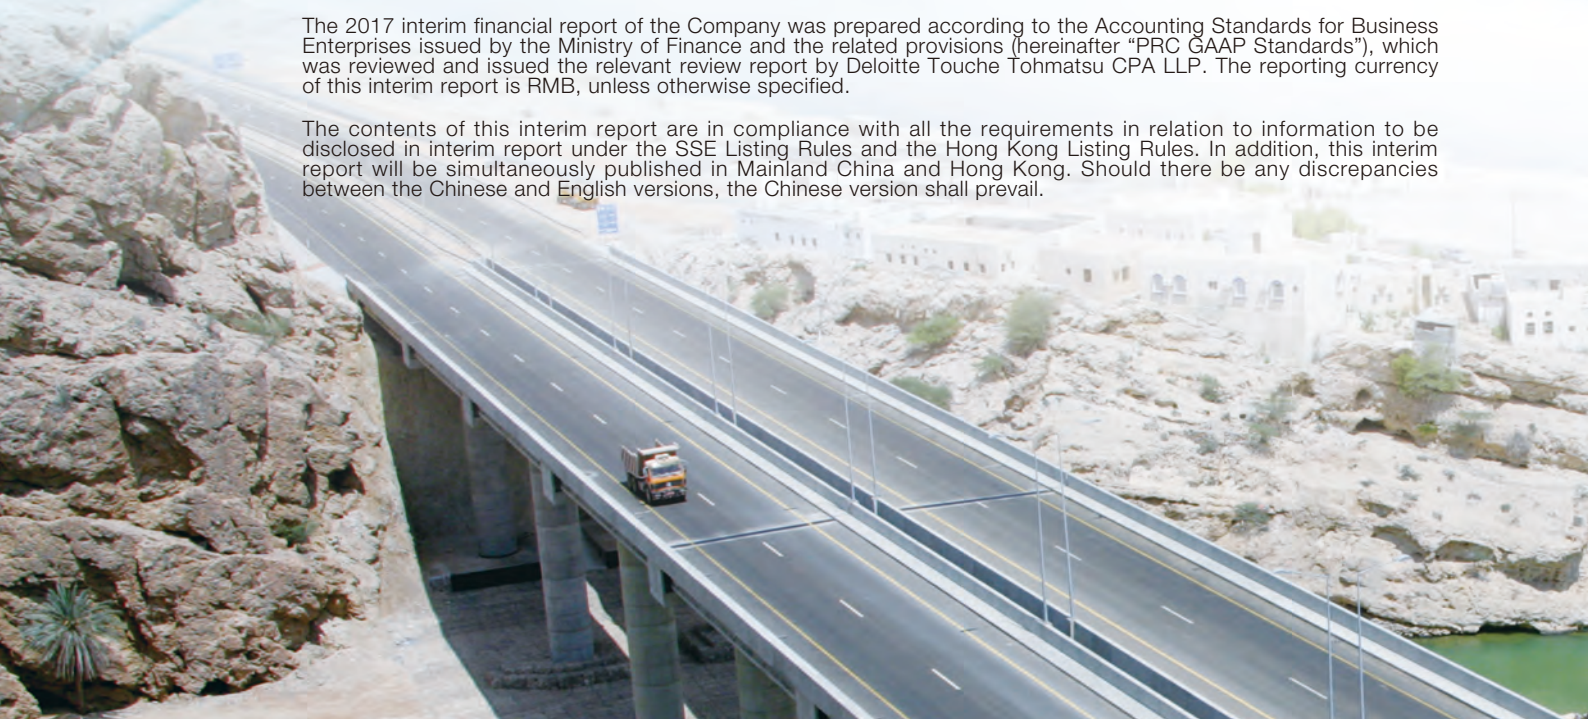 The 2017 interim financial report of the Company was prepared according to the Accounting Standards for Business
Enterprises issued by the Ministry of Finance and the related provisions (hereinafter “PRC GAAP Standards”), which
was reviewed and issued the relevant review report by Deloitte Touche Tohmatsu CPA LLP. The reporting currency
of this interim report is RMB, unless otherwise specified.
The contents of this interim report are in compliance with all the requirements in relation to information to be
disclosed in interim report under the SSE Listing Rules and the Hong Kong Listing Rules. In addition, this interim
report will be simultaneously published in Mainland China and Hong Kong. Should there be any discrepancies
between the Chinese and English versions, the Chinese version shall prevail.